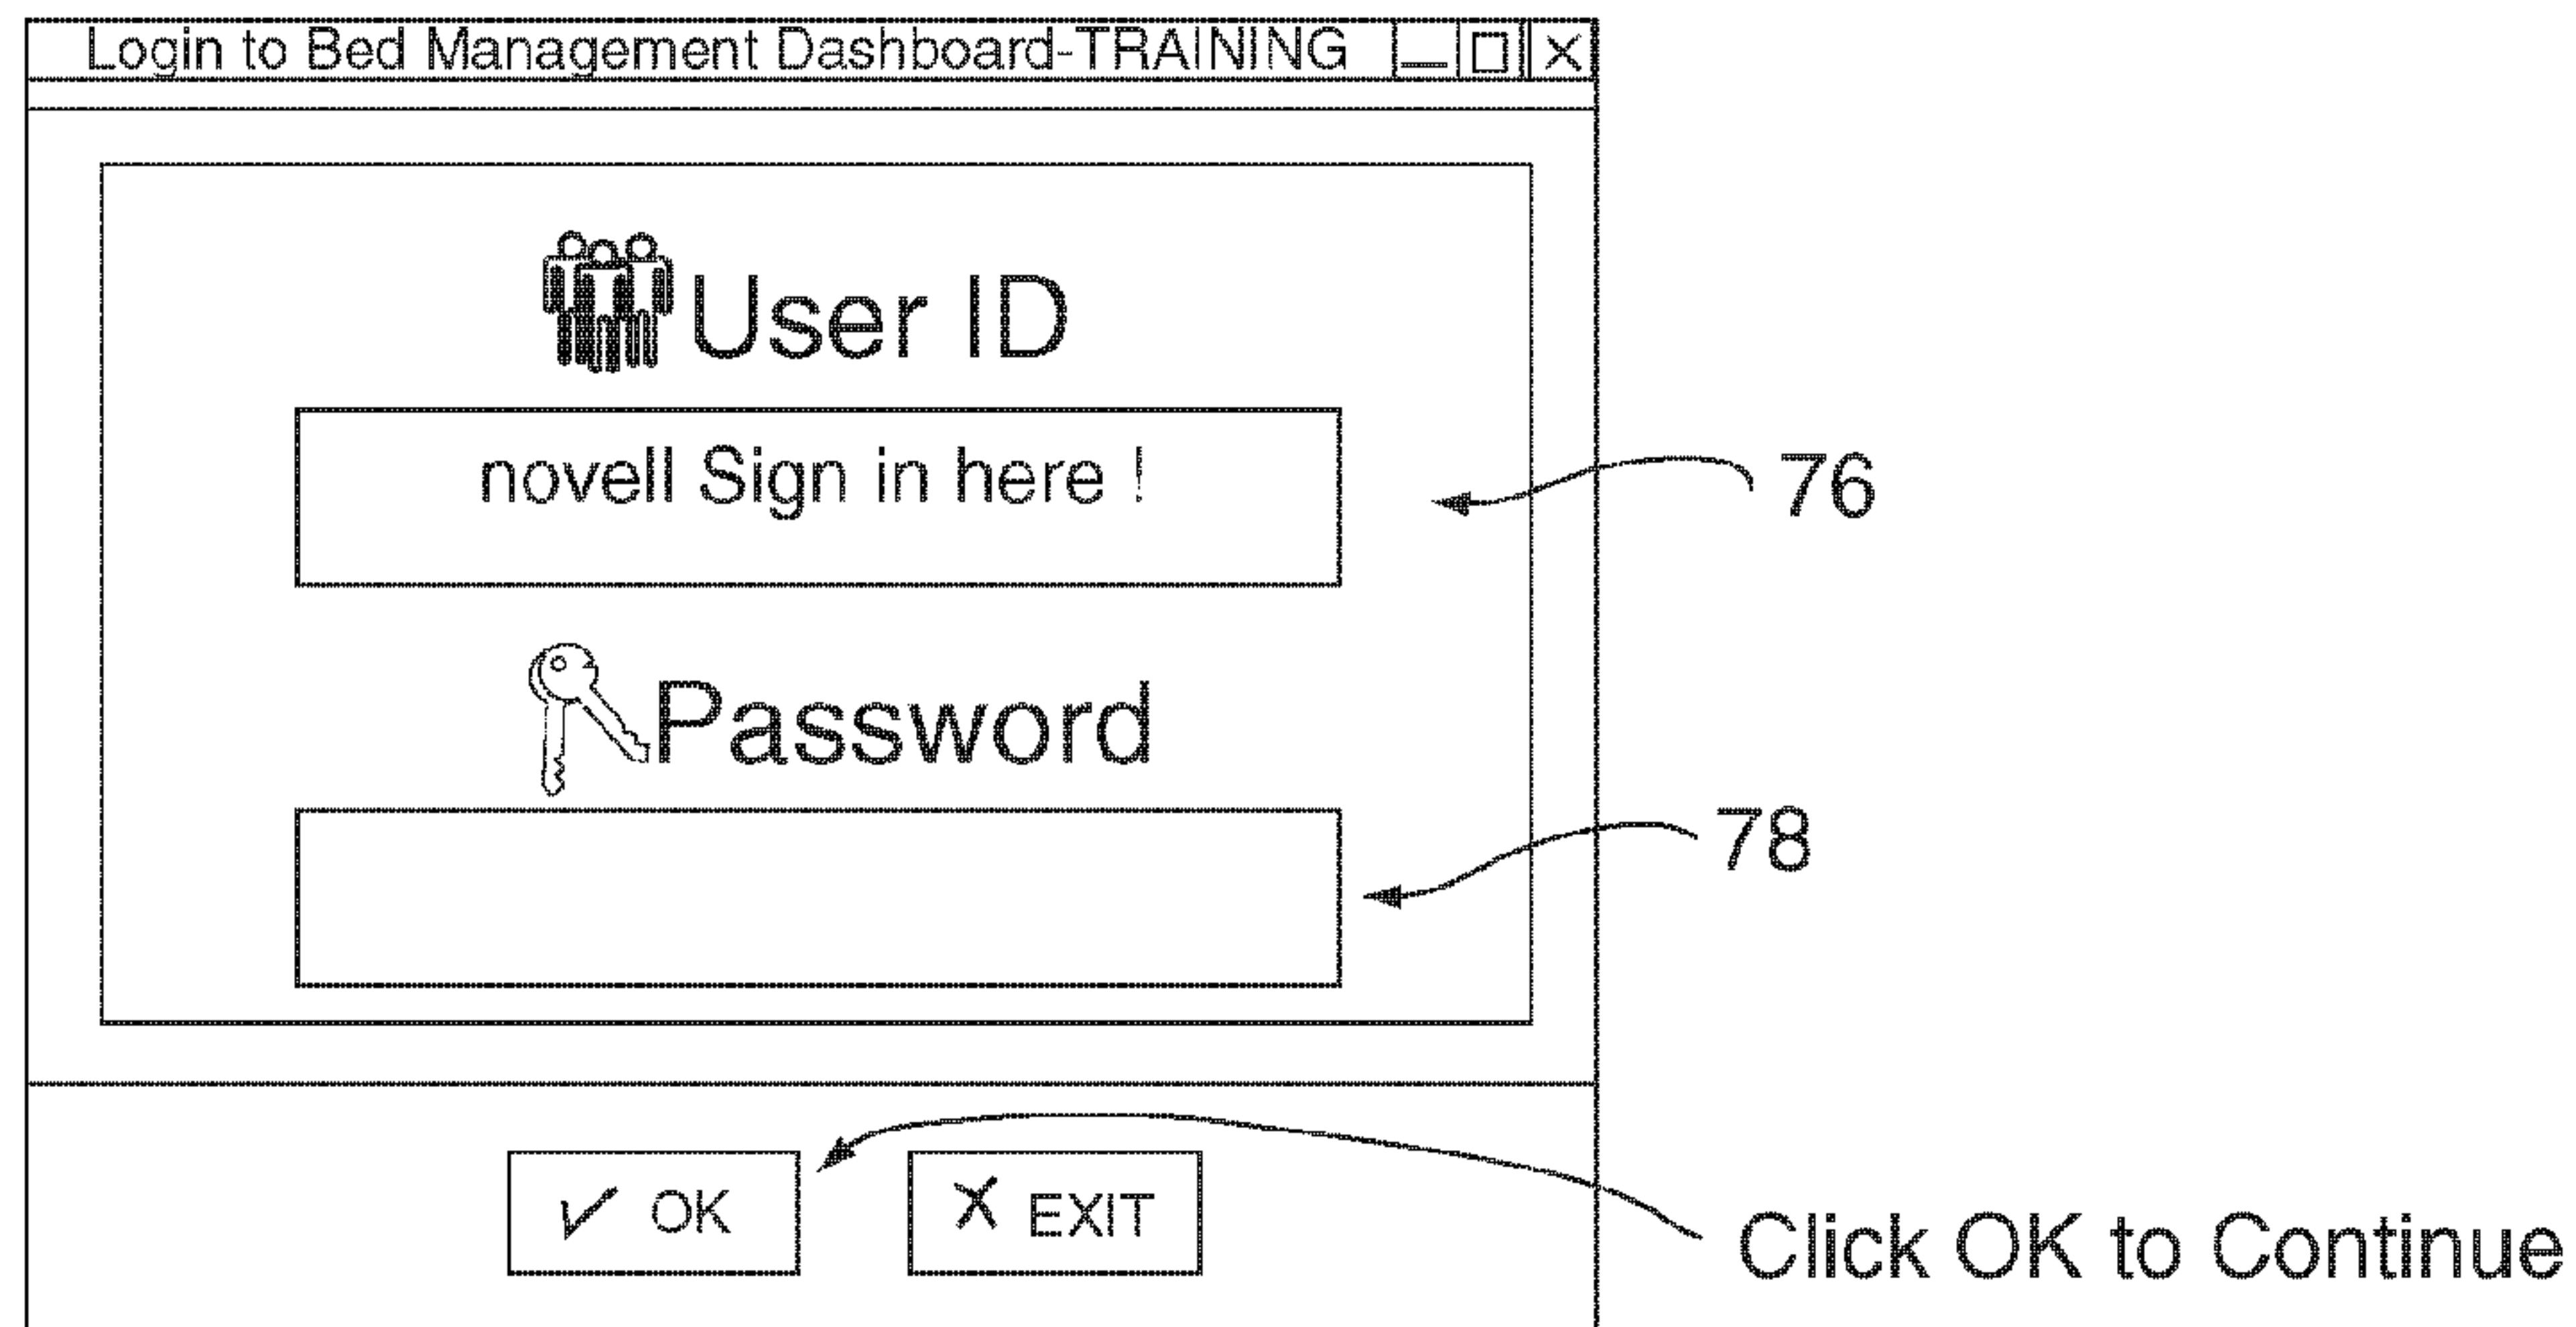 Login to Bed Management Dashboard-TRAINING
User ID
novell Sign in here !
76
Password
78
OK
EXIT
Click OK to Continue